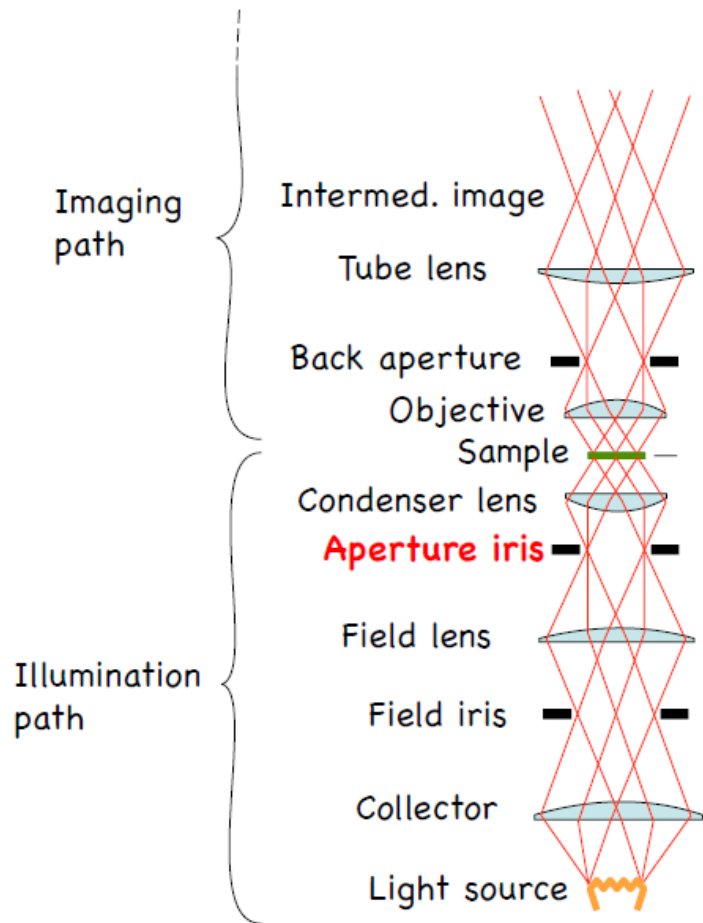 Imaging
path
Intermed. image
Tube lens
Back aperture
Objective
Sample
Condenser lens
Aperture iris
Field lens
Illumination
path
Field iris
Collector
Light source